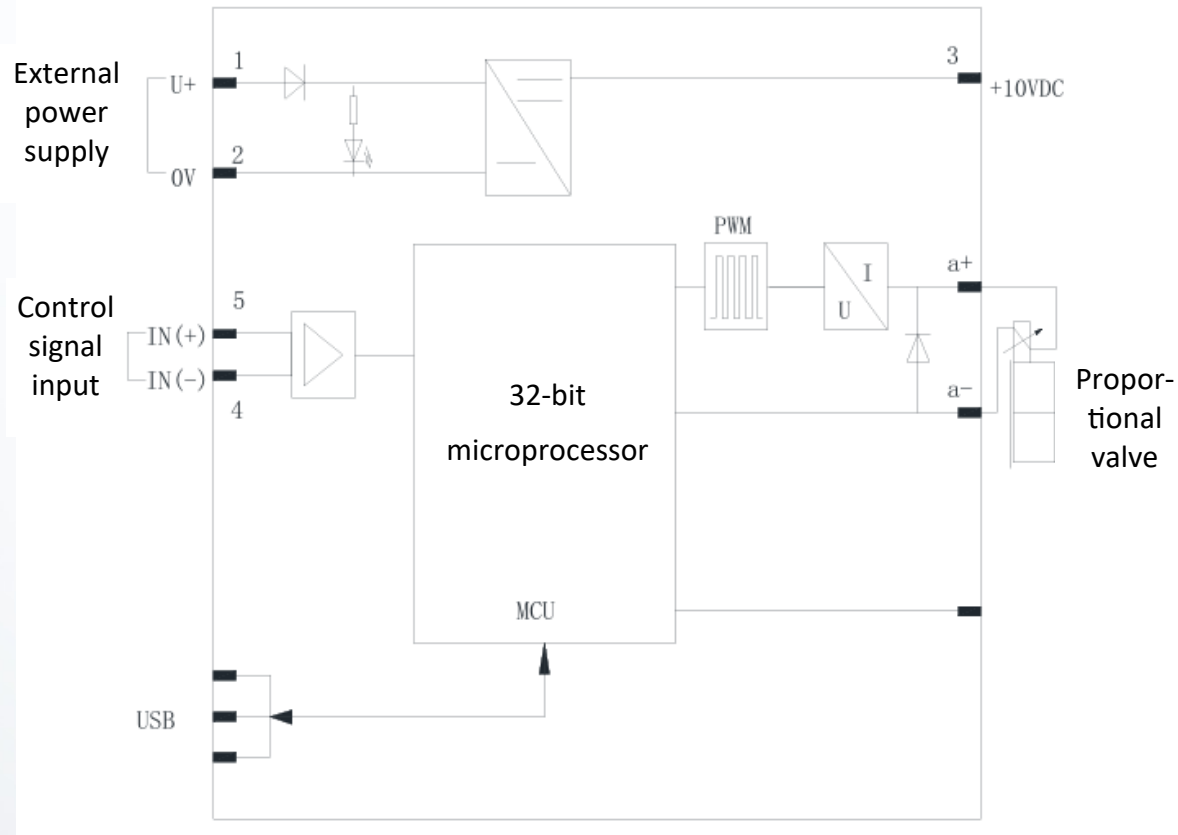 External
power
supply
1
U+
2
0V
3
+10VDC
PWM
I
U
a+
a-
Propor-
tional
valve
Control
signal
input
5
IN(+)
IN(-)
4
32-bit
microprocessor
MCU
USB